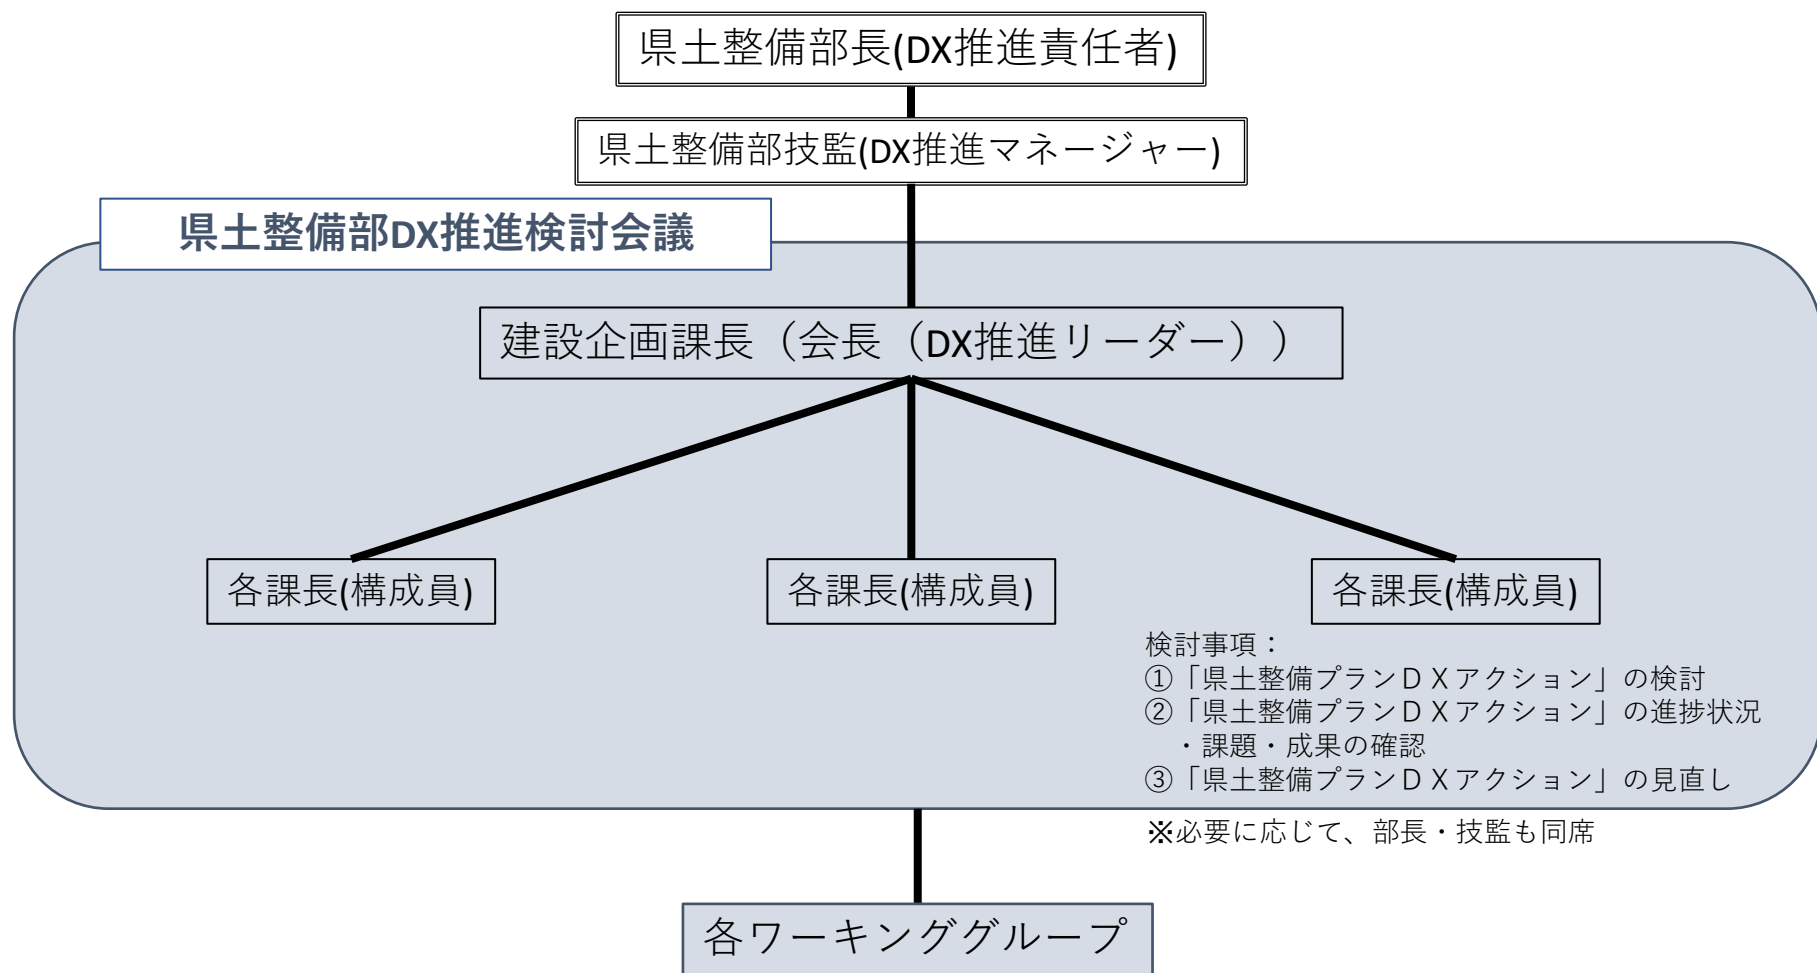 県土整備部長(DX推進責任者)
県土整備部技監(DX推進マネージャー)
県土整備部DX推進検討会議
建設企画課長（会長（DX推進リーダー））
各課長(構成員)
各課長(構成員)
各課長(構成員)
検討事項：
①「県土整備プランＤＸアクション」の検討
②「県土整備プランＤＸアクション」の進捗状況
・課題・成果の確認
③「県土整備プランＤＸアクション」の見直し
※必要に応じて、部長・技監も同席
各ワーキンググループ